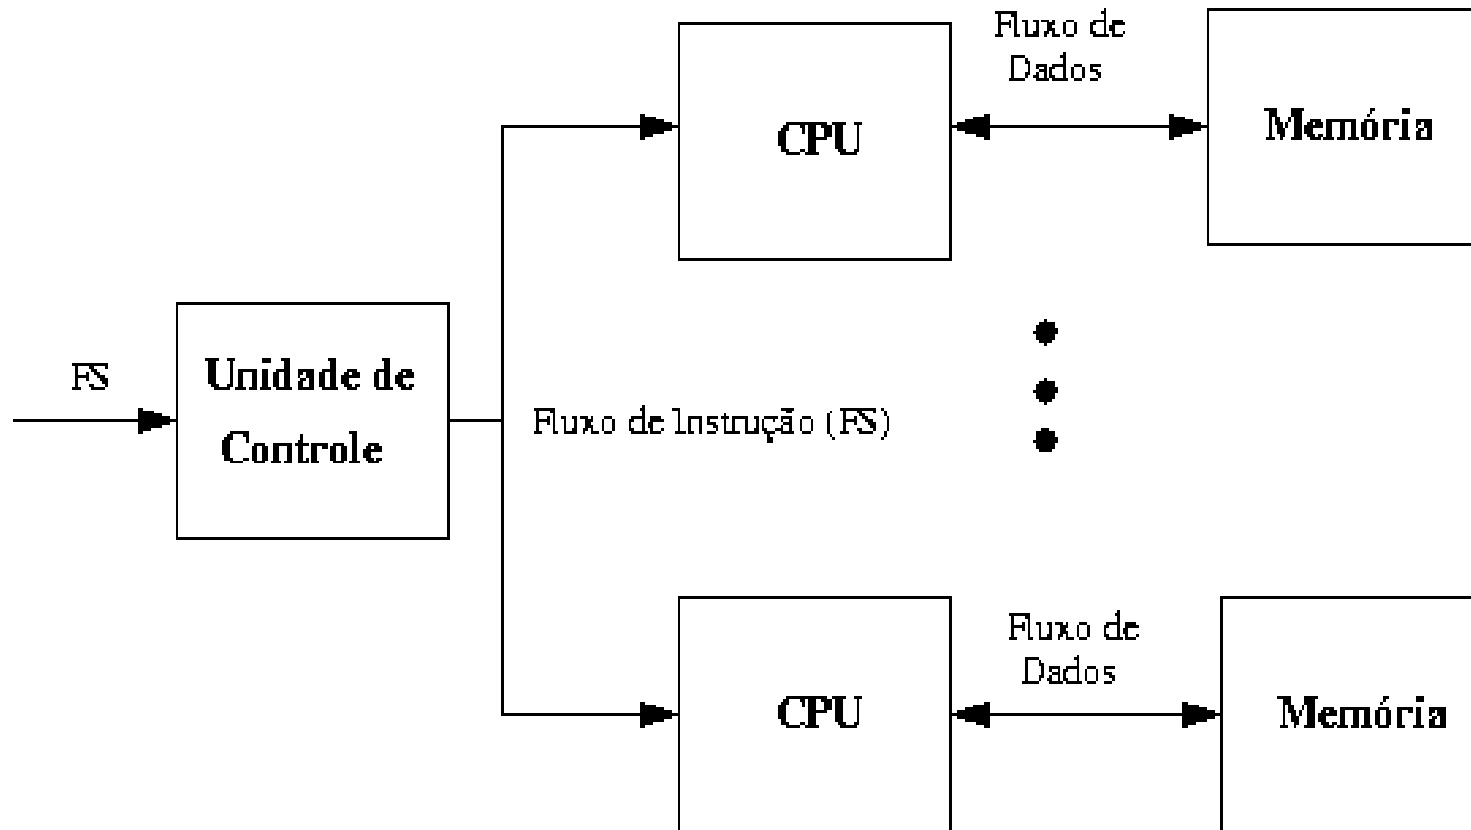 Fluxo de
Dados
CPU
Memória
FS
Unidade de
Controle
Fluxo de Instrução (FS)
Fluxo de
Dados
CPU
Memória